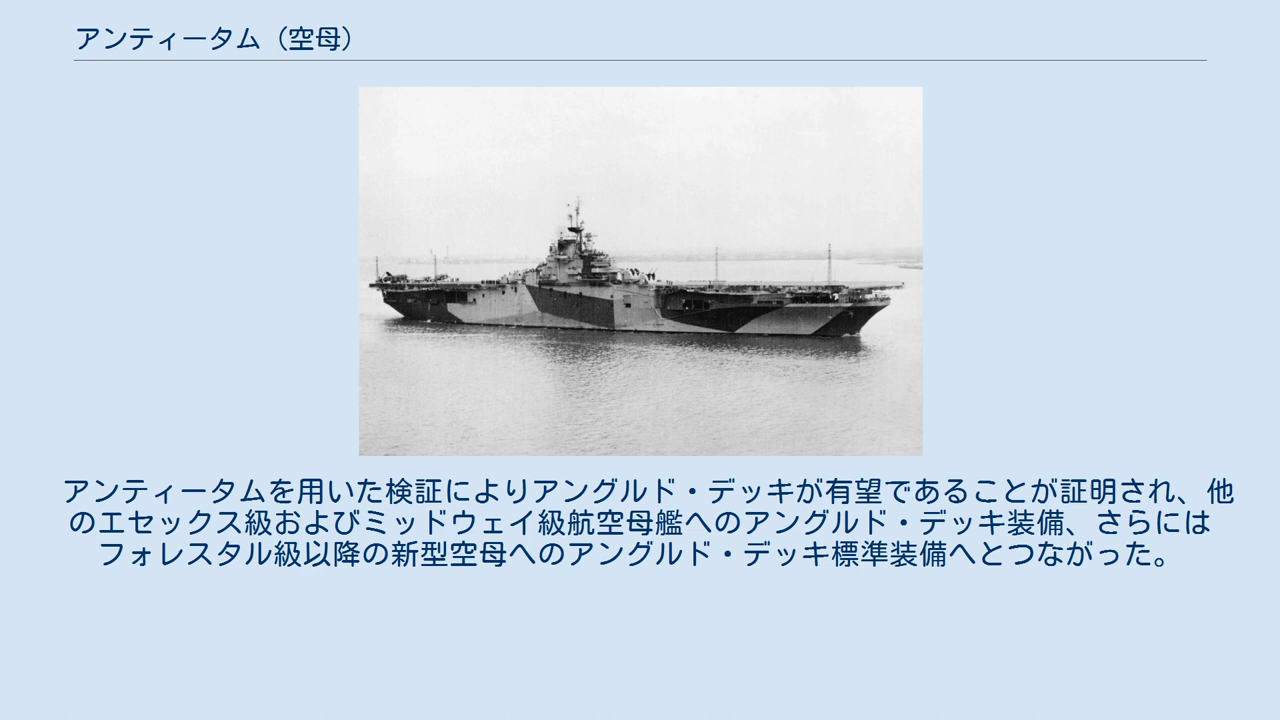 アンティータム（空母）
アンティータムを用いた検証によりアングルド・デッキが有望であることが証明され、他
のエセックス級およびミッドウェイ級航空母艦へのアングルド・デッキ装備、さらには
フォレスタル級以降の新型空母へのアングルド・デッキ標準装備へとつながった。